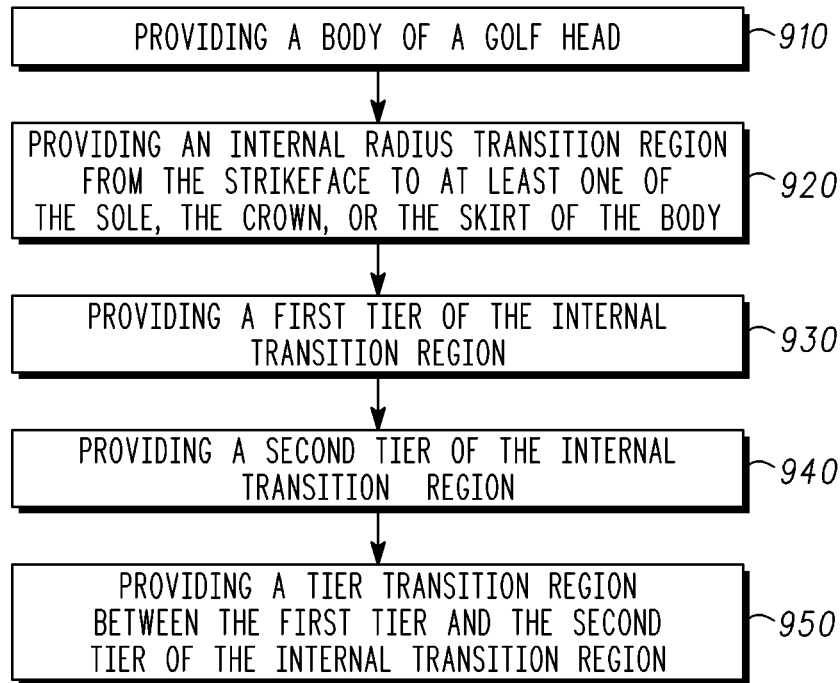 PROVIDING A BODY OF A GOLF HEAD
910
PROVIDING AN INTERNAL RADIUS TRANSITION REGION
FROM THE STRIKEFACE TO AT LEAST ONE OF
THE SOLE, THE CROWN, OR THE SKIRT OF THE BODY
920
PROVIDING A FIRST TIER OF THE INTERNAL
TRANSITION REGION
930
PROVIDING A SECOND TIER OF THE INTERNAL
TRANSITION REGION
940
PROVIDING A TIER TRANSITION REGION
BETWEEN THE FIRST TIER AND THE SECOND
TIER OF THE INTERNAL TRANSITION REGION
950